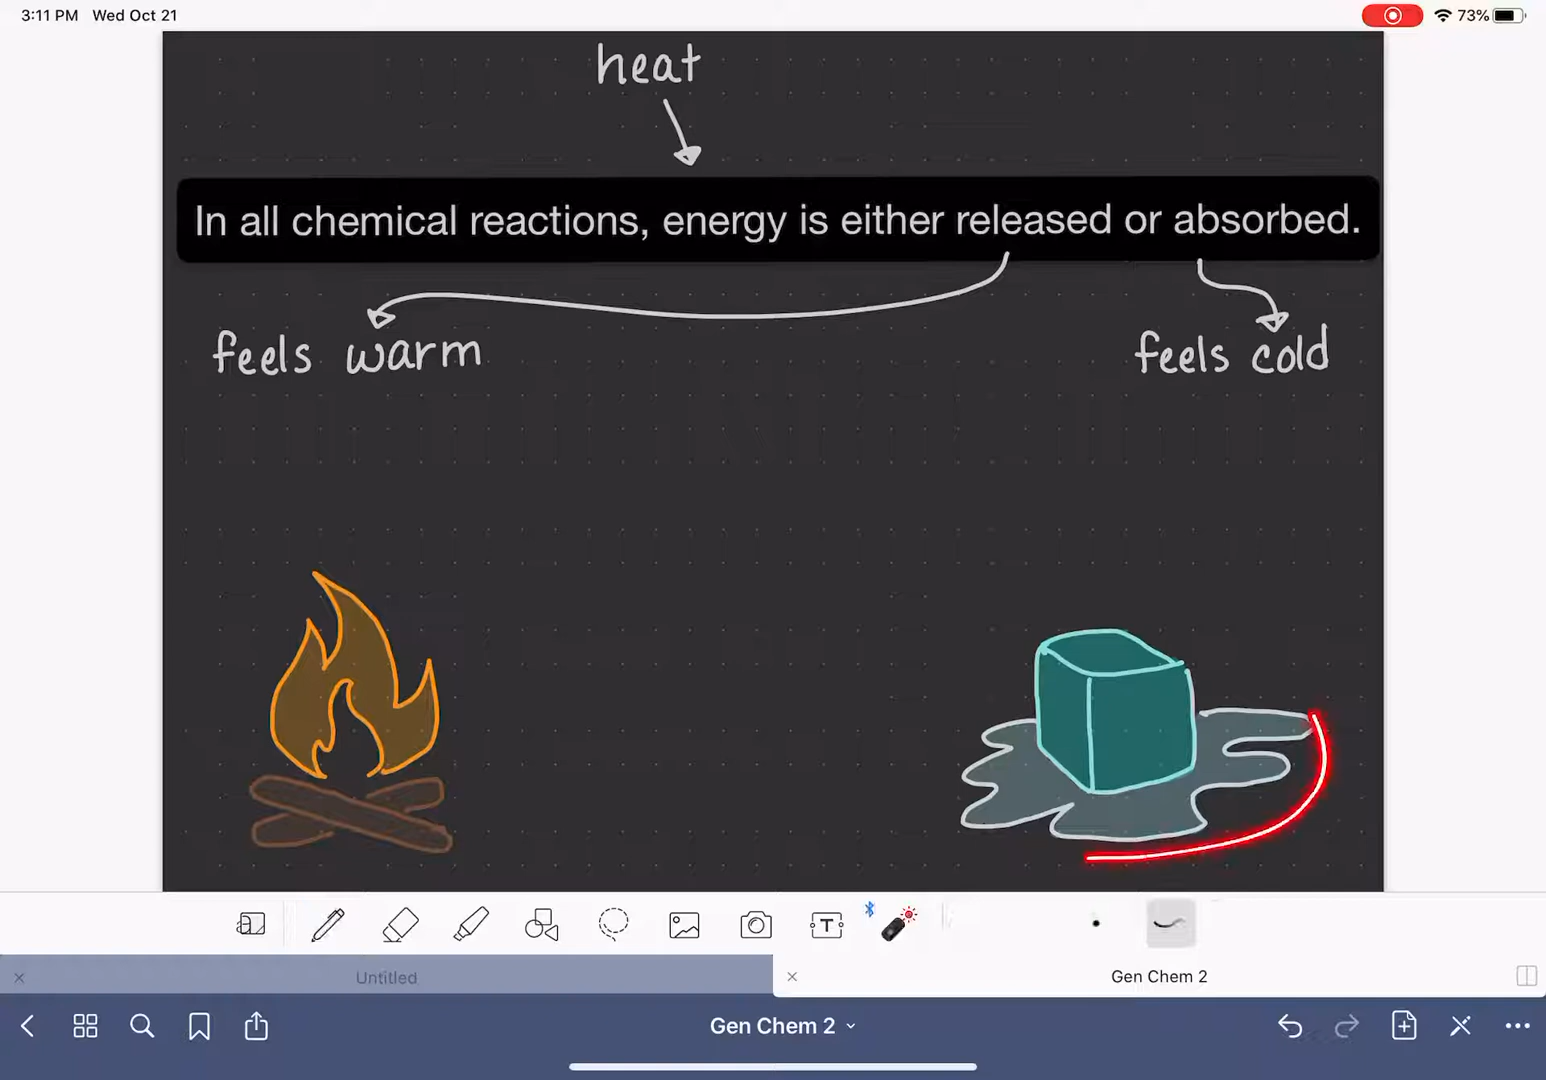 3:11 PM Wed Oct 21
73%
heat
In all chemical reactions, energy is either released or absorbed.
feels warm
feels cold
T
Untitled
Gen Chem 2
Gen Chem 2